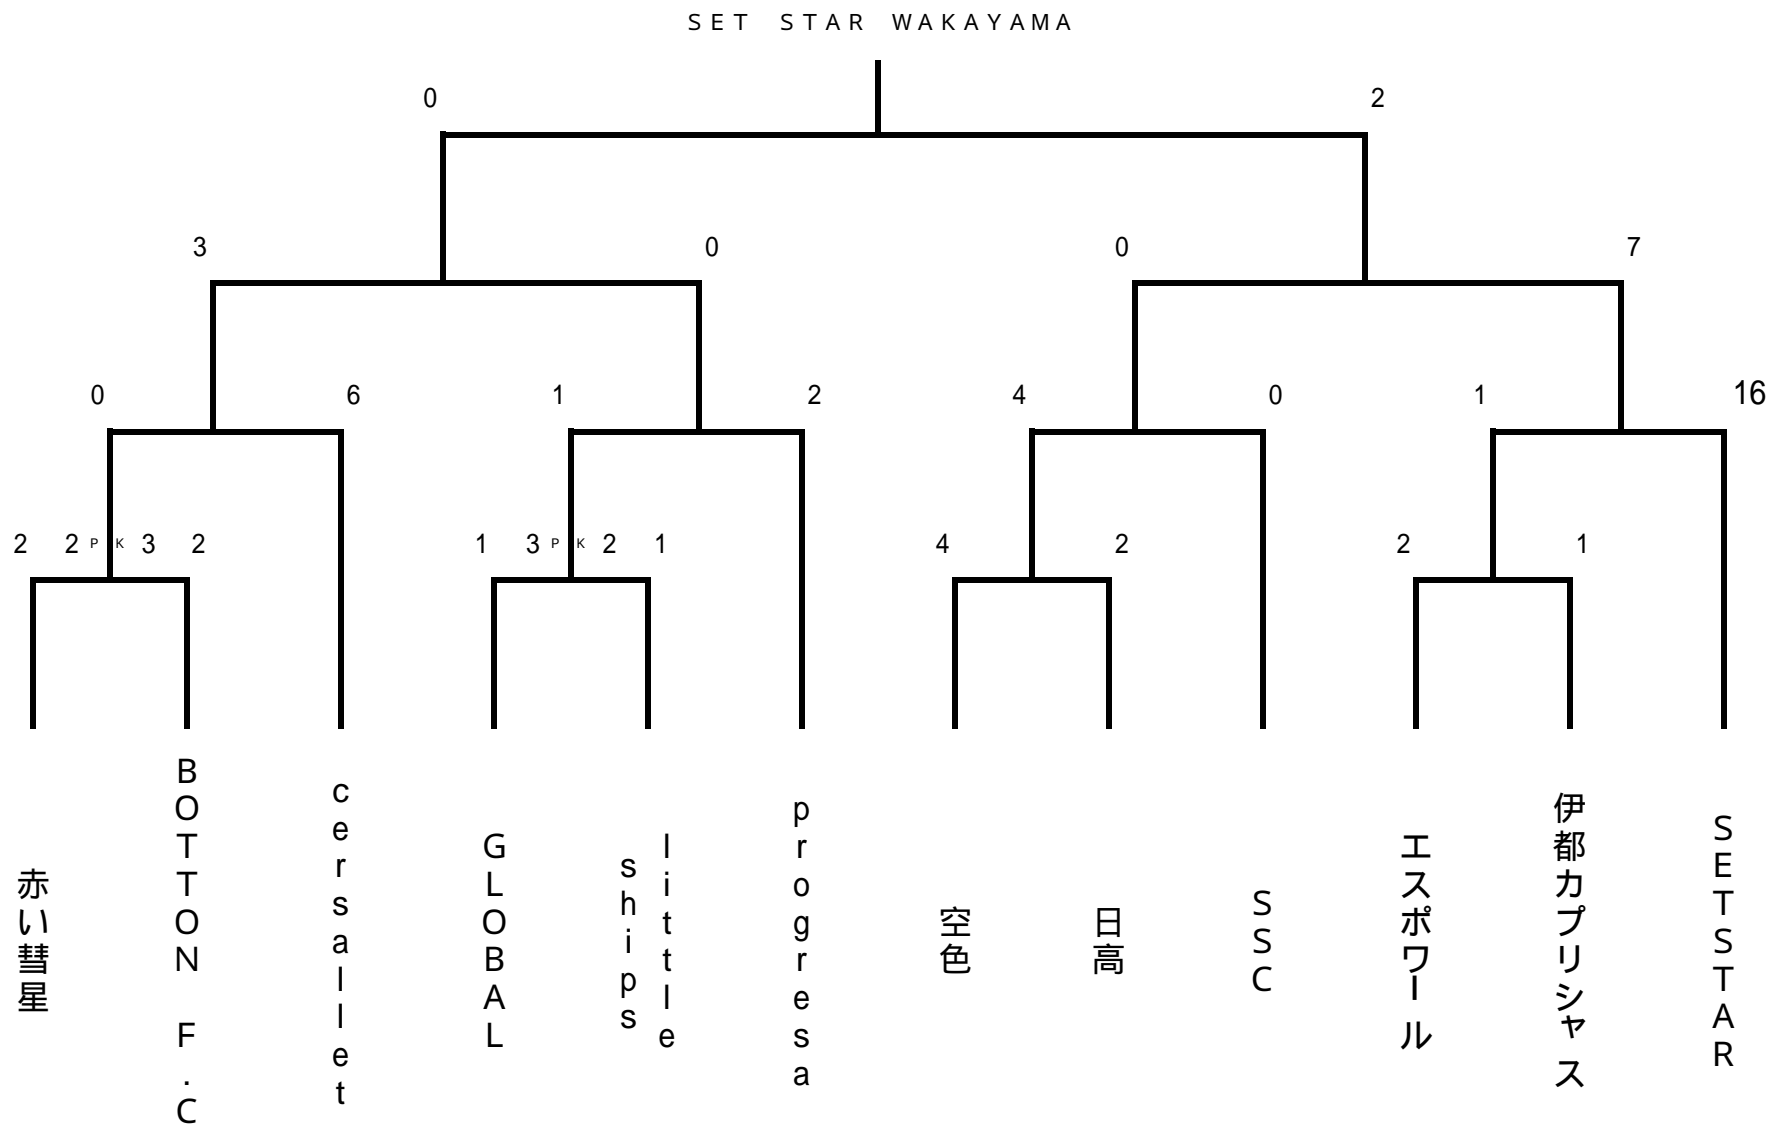 SET STAR WAKAYAMA
0 2
3 0 0 7
0 6 1 2 4 0 1 16
2 2 PK 3 2 1 3 PK 2 1 4 2 2 1
赤い彗星
BOTTON F.C
cersallet
GLOBAL
little
ships
progresa
空色
日高
SSC
エスポワール
伊都カプリシャス
SETSTAR